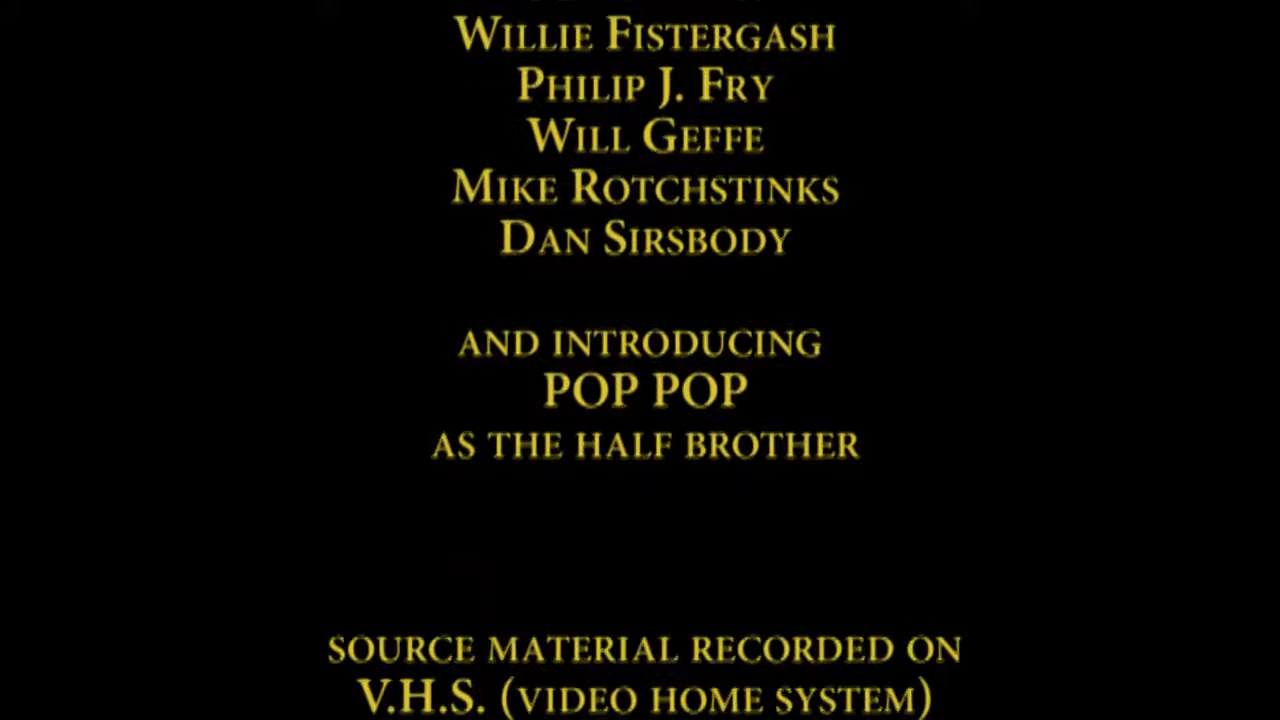 Willie Fistergash
Philip J. Fry
Will Geffe
Mike Rotchstinks
Dan Sirsbody
and introducing
POP POP
as the half brother
source material recorded on
V.H.S. (video home system)